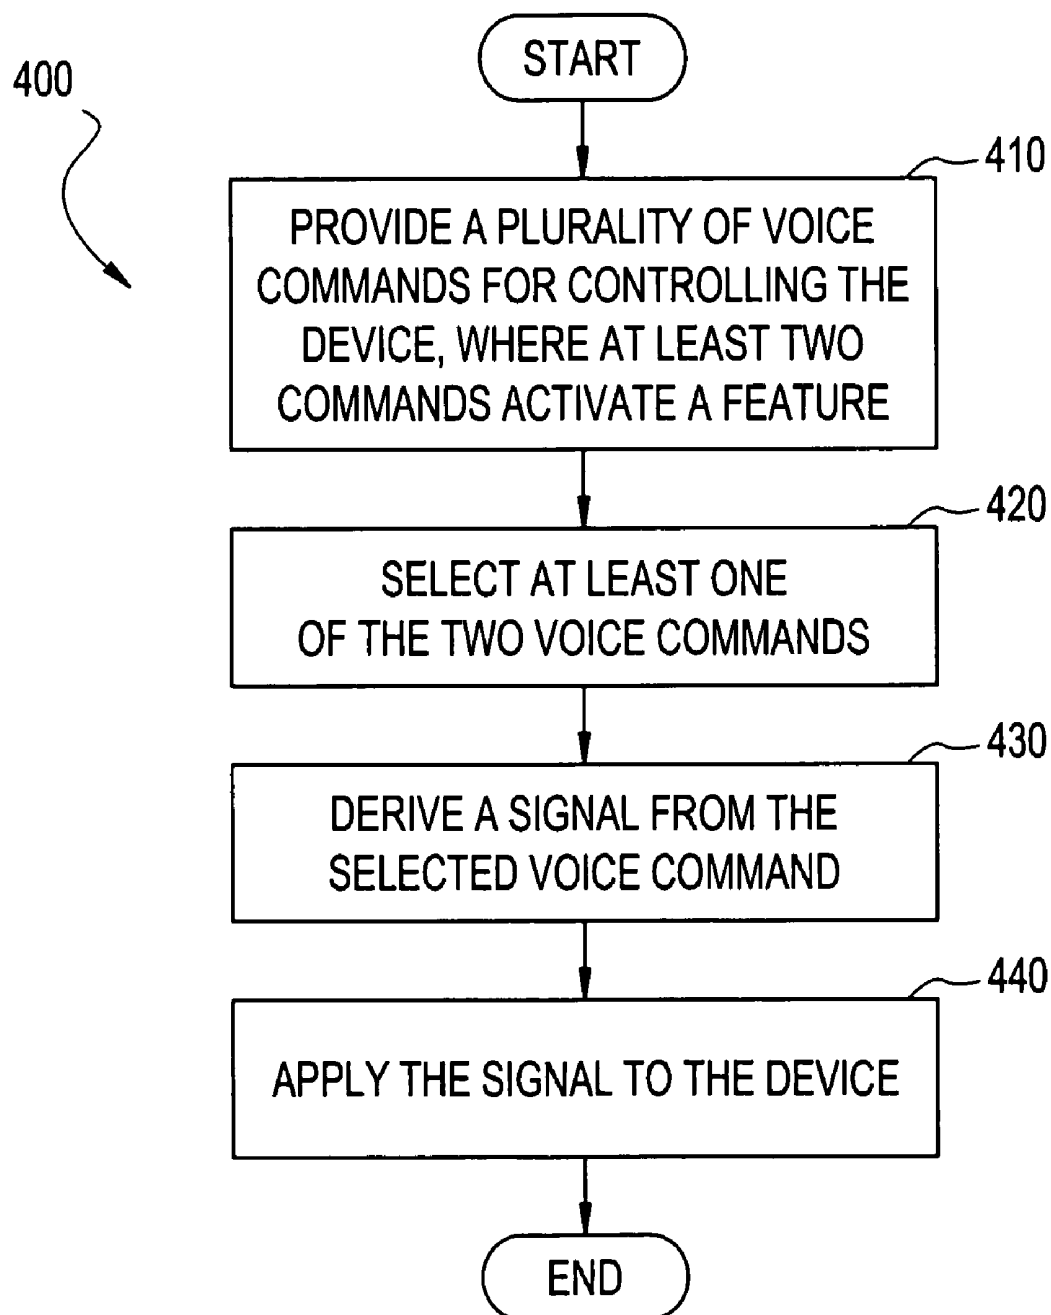 START
400
410
PROVIDE A PLURALITY OF VOICE
COMMANDS FOR CONTROLLING THE
DEVICE, WHERE AT LEAST TWO
COMMANDS ACTIVATE A FEATURE
420
SELECT AT LEAST ONE
OF THE TWO VOICE COMMANDS
430
DERIVE A SIGNAL FROM THE
SELECTED VOICE COMMAND
440
APPLY THE SIGNAL TO THE DEVICE
END